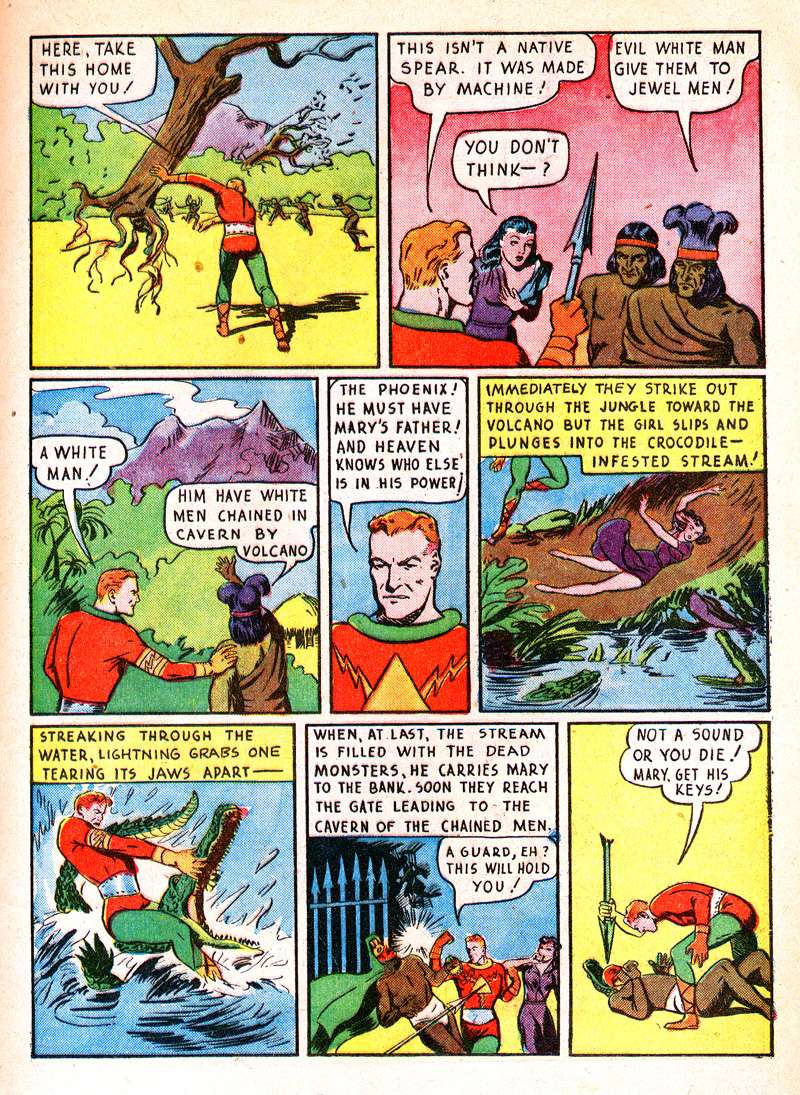 HERE, TAKE
THIS HOME
WITH YOU!
THIS ISN'T A NATIVE
SPEAR. IT WAS MADE
BY MACHINE!
YOU DON'T
THINK—?
EVIL WHITE MAN
GIVE THEM TO
JEWEL MEN!
A WHITE
MAN!
HIM HAVE WHITE
MEN CHAINED IN
CAVERN BY
VOLCANO
THE PHOENIX!
HE MUST HAVE
MARY'S FATHER!
AND HEAVEN
KNOWS WHO ELSE
IS IN HIS POWER!
IMMEDIATELY THEY STRIKE OUT
THROUGH THE JUNGLE TOWARD THE
VOLCANO BUT THE GIRL SLIPS AND
PLUNGES INTO THE CROCODILE—
INFESTED STREAM!
STREAKING THROUGH THE
WATER, LIGHTNING GRABS ONE
TEARING ITS JAWS APART—
WHEN, AT LAST, THE STREAM
IS FILLED WITH THE DEAD
MONSTERS, HE CARRIES MARY
TO THE BANK. SOON THEY REACH
THE GATE LEADING TO THE
CAVERN OF THE CHAINED MEN.
A GUARD, EH?
THIS WILL HOLD
YOU!
NOT A SOUND
OR YOU DIE!
MARY, GET HIS
KEYS!